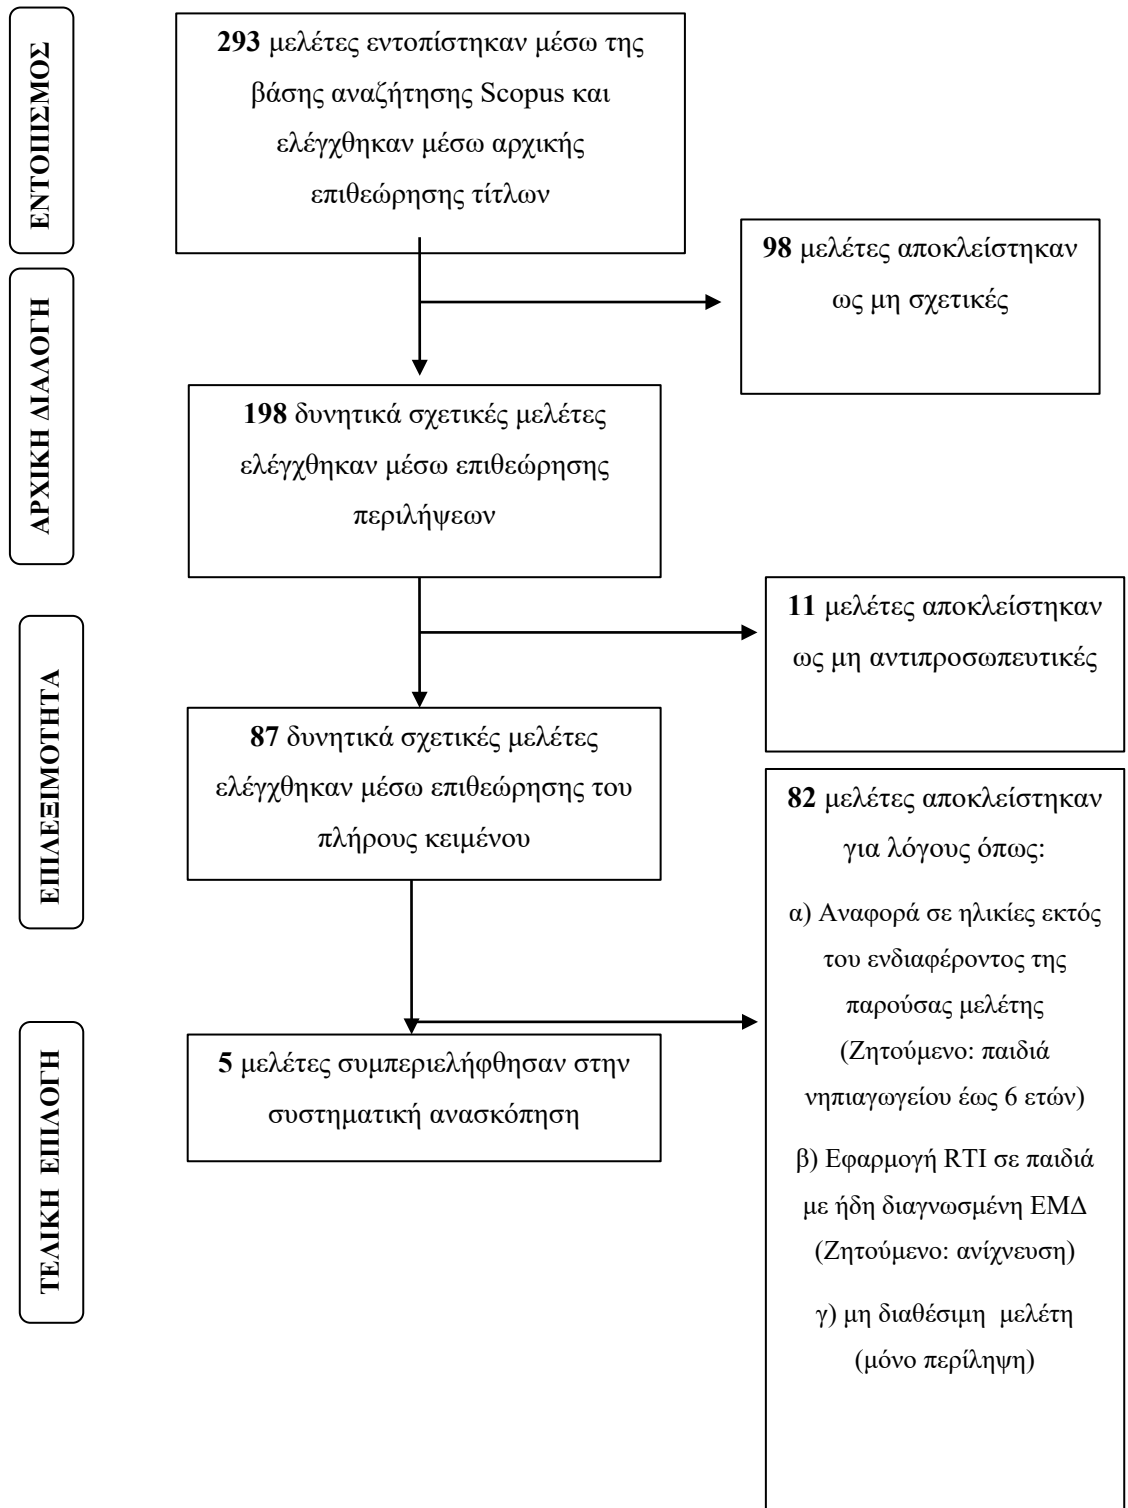 ΕΝΤΟΠΙΣΜΟΣ
293 μελέτες εντοπίστηκαν μέσω της
βάσης αναζήτησης Scopus και
ελέγχθηκαν μέσω αρχικής
επιθεώρησης τίτλων
98 μελέτες αποκλείστηκαν
ως μη σχετικές
ΑΡΧΙΚΗ ΔΙΑΛΟΓΗ
198 δυνητικά σχετικές μελέτες
ελέγχθηκαν μέσω επιθεώρησης
περιλήψεων
11 μελέτες αποκλείστηκαν
ως μη αντιπροσωπευτικές
ΕΠΙΛΕΞΙΜΟΤΗΤΑ
87 δυνητικά σχετικές μελέτες
ελέγχθηκαν μέσω επιθεώρησης του
πλήρους κειμένου
82 μελέτες αποκλείστηκαν
για λόγους όπως:
α) Αναφορά σε ηλικίες εκτός
του ενδιαφέροντος της
παρούσας μελέτης
(Ζητούμενο: παιδιά
νηπιαγωγείου έως 6 ετών)
β) Εφαρμογή RTI σε παιδιά
με ήδη διαγνωσμένη ΕΜΔ
(Ζητούμενο: ανίχνευση)
γ) μη διαθέσιμη μελέτη
(μόνο περίληψη)
ΤΕΛΙΚΗ ΕΠΙΛΟΓΗ
5 μελέτες συμπεριελήφθησαν στην
συστηματική ανασκόπηση